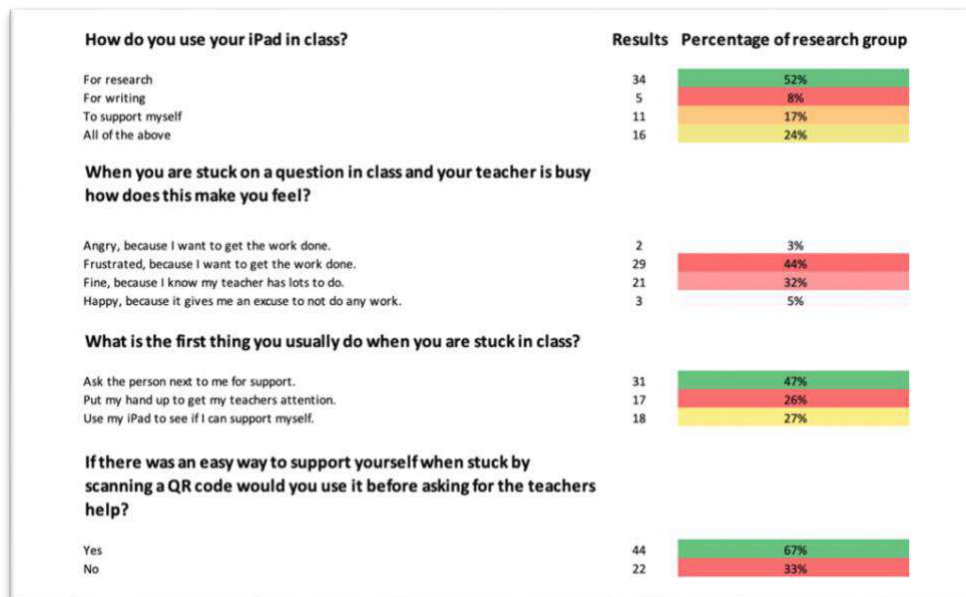 How do you use your iPad in class? Results Percentage of research group
For research 34 52%
For writing 5 8%
To support myself 11 17%
All of the above 16 24%
When you are stuck on a question in class and your teacher is busy
how does this make you feel?
Angry, because I want to get the work done. 2 3%
Frustrated, because I want to get the work done. 29 44%
Fine, because I know my teacher has lots to do. 21 32%
Happy, because it gives me an excuse to not do any work. 3 5%
What is the first thing you usually do when you are stuck in class?
Ask the person next to me for support. 31 47%
Put my hand up to get my teachers attention. 17 26%
Use my iPad to see if I can support myself. 18 27%
If there was an easy way to support yourself when stuck by
scanning a QR code would you use it before asking for the teachers
help?
Yes 44 67%
No 22 33%